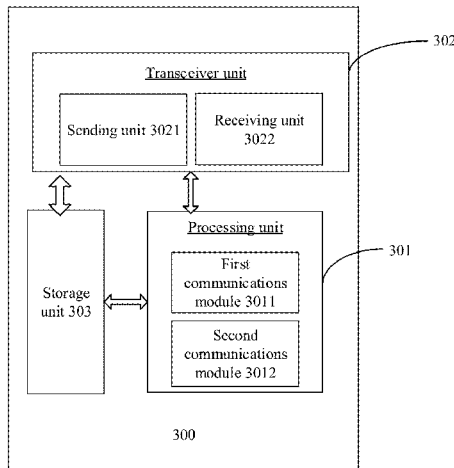 302
Transceiver unit
Sending unit 3021
Receiving unit
3022
Processing unit
301
First
communications
module 3011
Storage
unit 303
Second
communications
module 3012
300